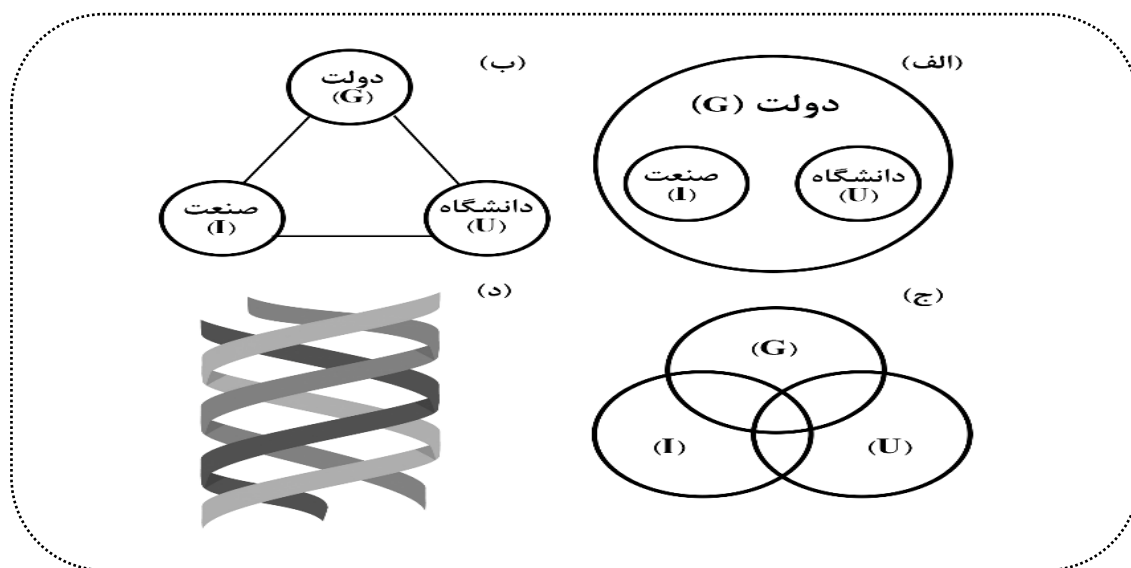 (الف)
دولت (G)
دانشگاه
(U)
صنعت
(I)
(ب)
دولت
(G)
دانشگاه
(U)
صنعت
(I)
(ج)
(G)
(U)
(I)
(د)